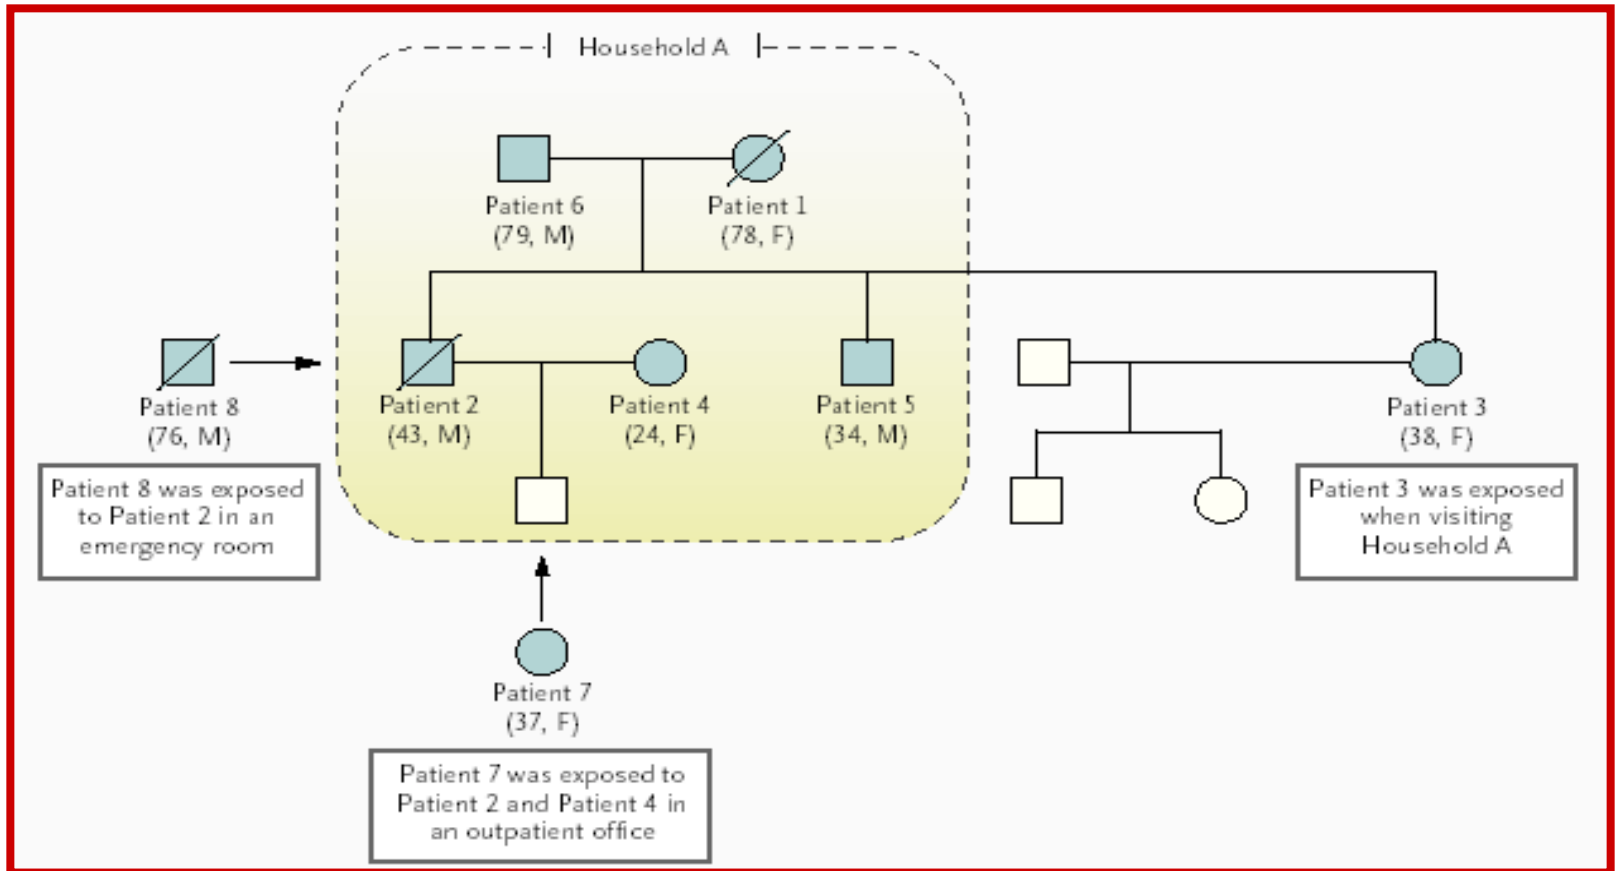 Household A
Patient 6
(79, M)
Patient 1
(78, F)
Patient 8
(76, M)
Patient 2
(43, M)
Patient 4
(24, F)
Patient 5
(34, M)
Patient 3
(38, F)
Patient 8 was exposed
to Patient 2 in an
emergency room
Patient 3 was exposed
when visiting
Household A
Patient 7
(37, F)
Patient 7 was exposed to
Patient 2 and Patient 4 in
an outpatient office